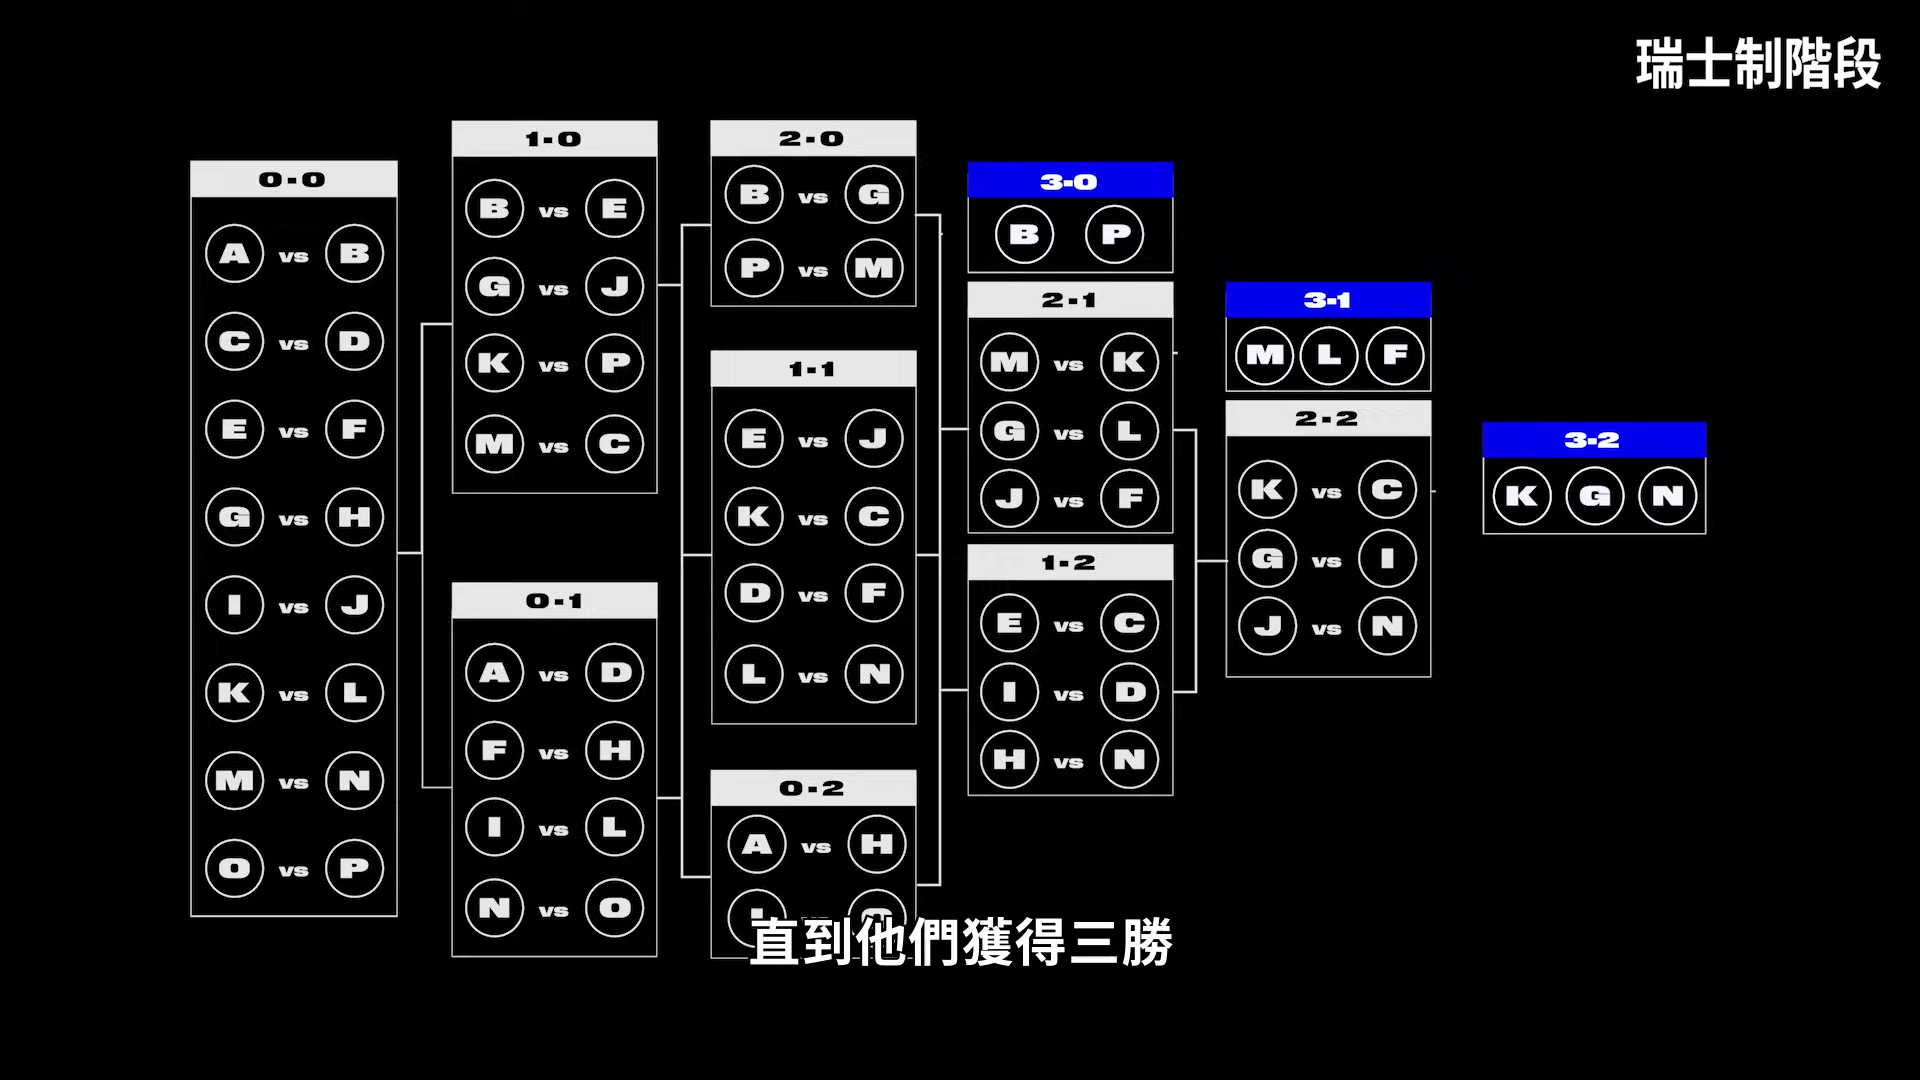 瑞士制階段
0-0
A vs B
C vs D
E vs F
G vs H
I vs J
K vs L
M vs N
O vs P
1-0
B vs E
G vs J
K vs P
M vs C
0-1
A vs D
F vs H
I vs L
N vs O
2-0
B vs G
P vs M
1-1
E vs J
K vs C
D vs F
L vs N
0-2
A vs H
3-0
B P
2-1
M vs K
G vs L
J vs F
1-2
E vs C
I vs D
H vs N
3-1
M L F
2-2
K vs C
G vs I
J vs N
3-2
K G N
直到他們獲得三勝